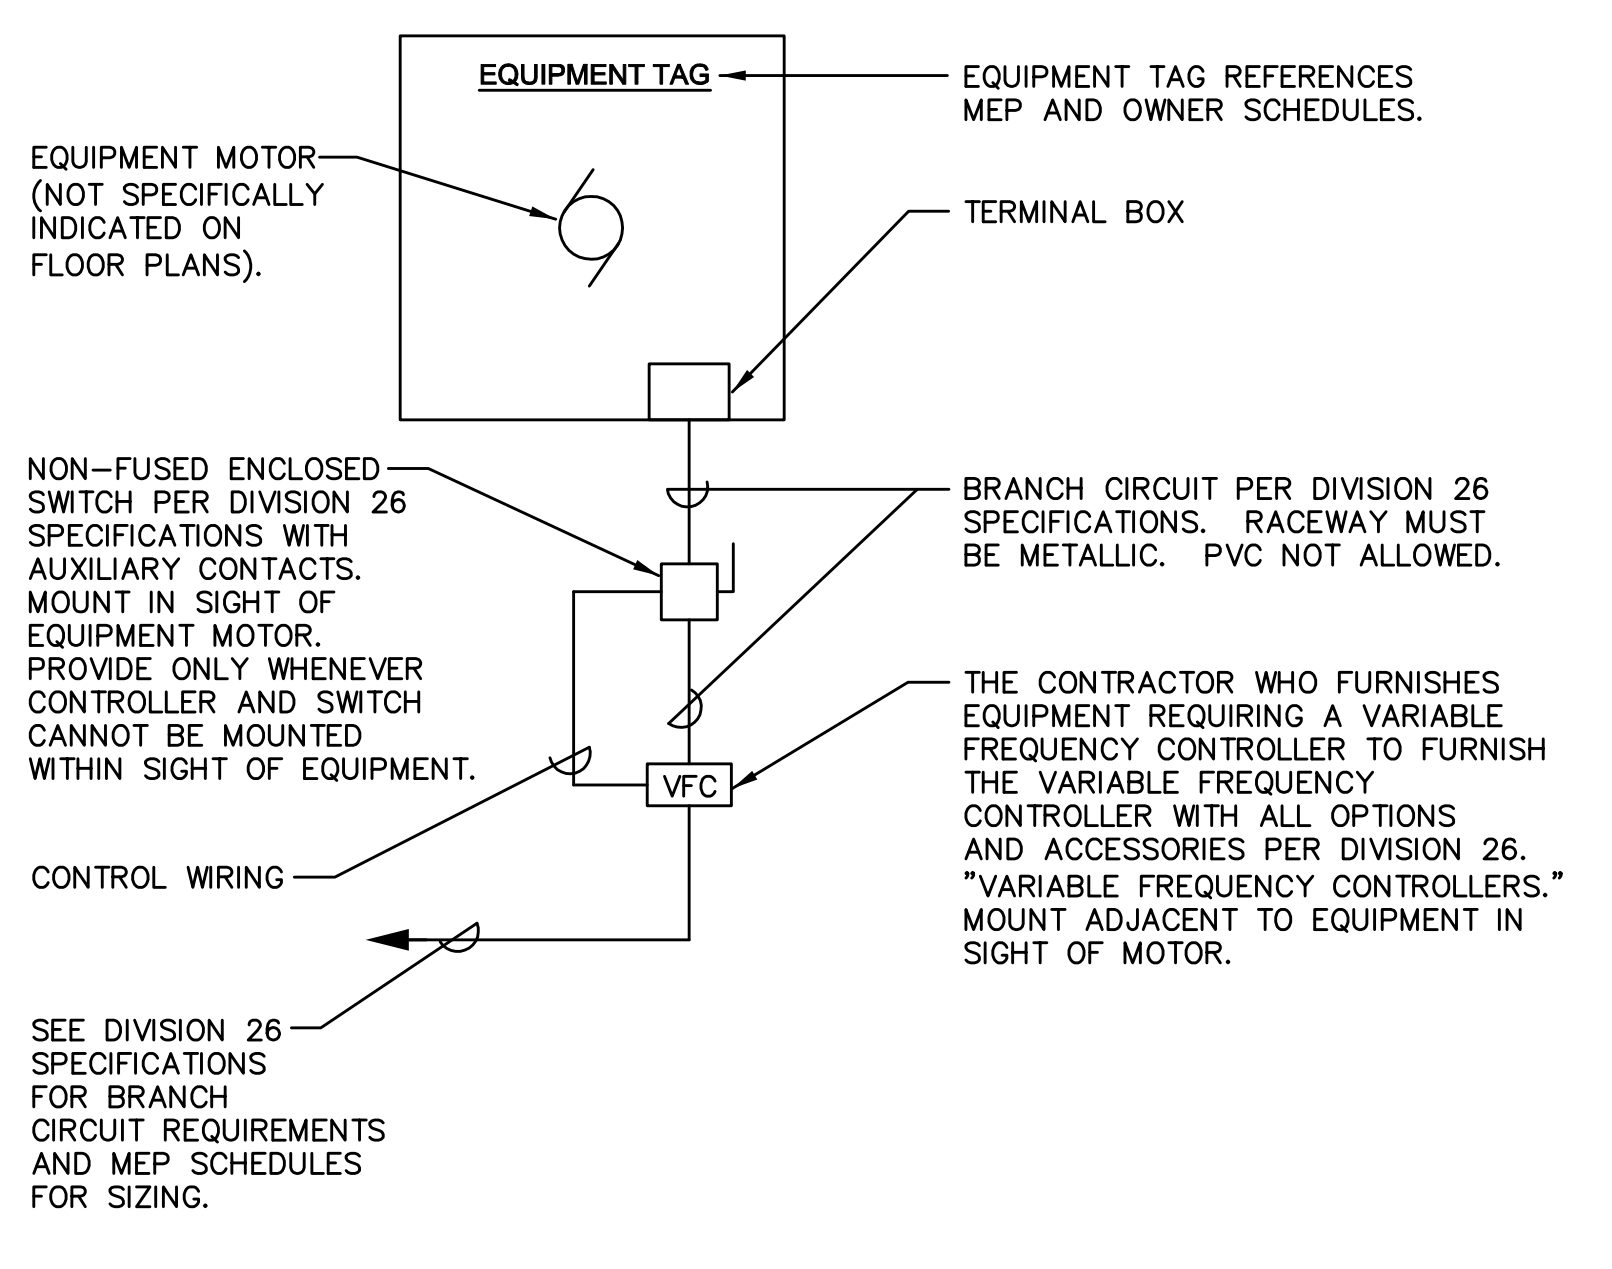 EQUIPMENT TAG
EQUIPMENT TAG REFERENCES
MEP AND OWNER SCHEDULES.
EQUIPMENT MOTOR
(NOT SPECIFICALLY
INDICATED ON
FLOOR PLANS).
TERMINAL BOX
NON-FUSED ENCLOSED
SWITCH PER DIVISION 26
SPECIFICATIONS WITH
AUXILIARY CONTACTS.
MOUNT IN SIGHT OF
EQUIPMENT MOTOR.
PROVIDE ONLY WHENEVER
CONTROLLER AND SWITCH
CANNOT BE MOUNTED
WITHIN SIGHT OF EQUIPMENT.
BRANCH CIRCUIT PER DIVISION 26
SPECIFICATIONS. RACEWAY MUST
BE METALLIC. PVC NOT ALLOWED.
THE CONTRACTOR WHO FURNISHES
EQUIPMENT REQUIRING A VARIABLE
FREQUENCY CONTROLLER TO FURNISH
THE VARIABLE FREQUENCY
CONTROLLER WITH ALL OPTIONS
AND ACCESSORIES PER DIVISION 26.
"VARIABLE FREQUENCY CONTROLLERS."
MOUNT ADJACENT TO EQUIPMENT IN
SIGHT OF MOTOR.
VFC
CONTROL WIRING
SEE DIVISION 26
SPECIFICATIONS
FOR BRANCH
CIRCUIT REQUIREMENTS
AND MEP SCHEDULES
FOR SIZING.